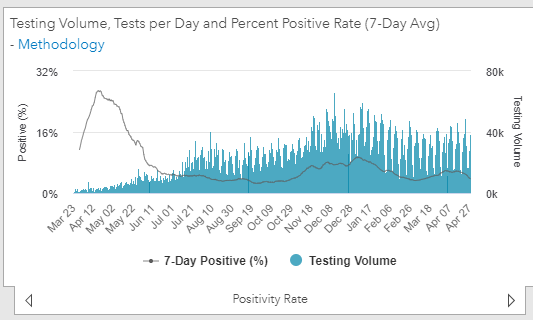 Testing Volume, Tests per Day and Percent Positive Rate (7-Day Avg)
- Methodology
32%
80k
16%
40k
0%
0k
Positive (%)
Testing Volume
Mar 23
Apr 12
May 02
May 22
Jun 11
Jul 01
Jul 21
Aug 10
Aug 30
Sep 19
Oct 09
Oct 29
Nov 18
Dec 08
Dec 28
Jan 17
Feb 06
Feb 26
Mar 18
Apr 07
Apr 27
7-Day Positive (%)
Testing Volume
Positivity Rate